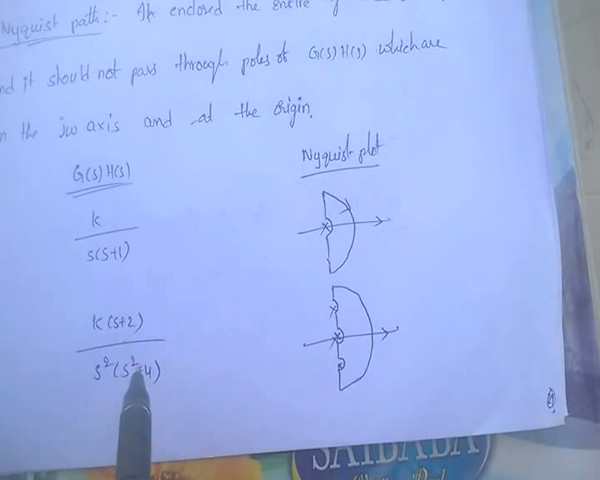 Nyquist path:- It enclosed the entire
and it should not pass through poles of G(s)H(s) which are
on the jw axis and at the origin.
G(s)H(s)
Nyquist plot
K
s(s+1)
K(s+2)
s²(s²+4)
SAIBABA